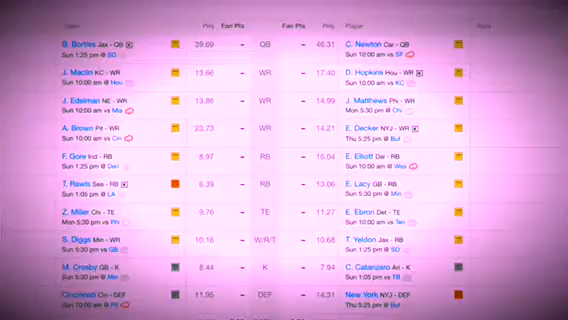 Proj Fan Pts Fan Pts Proj Player
B. Bortles Jax - QB 39.69 - QB - 46.31 C. Newton Car - QB
Sun 1:25 pm @ SD Sun 10:00 am vs SF
J. Maclin KC - WR 13.66 - WR - 17.40 D. Hopkins Hou - WR
Sun 10:00 am @ Hou Sun 10:00 am vs KC
J. Edelman NE - WR 13.86 - WR - 14.99 J. Matthews Phi - WR
Sun 10:00 am vs Mia Mon 5:30 pm @ Chi
A. Brown Pit - WR 23.73 - WR - 14.21 E. Decker NYJ - WR
Sun 10:00 am vs Cin Thu 5:25 pm @ Buf
F. Gore Ind - RB 8.97 - RB - 16.04 E. Elliott Dal - RB
Sun 1:25 pm @ Den Sun 10:00 am @ Was
T. Rawls Sea - RB 6.39 - RB - 13.06 E. Lacy GB - RB
Sun 1:05 pm @ LA Sun 5:30 pm @ Min
Z. Miller Chi - TE 9.76 - TE - 11.27 E. Ebron Det - TE
Mon 5:30 pm vs Phi Sun 10:00 am vs Ten
S. Diggs Min - WR 10.16 - W/R/T - 10.68 T. Yeldon Jax - RB
Sun 5:30 pm vs GB Sun 1:25 pm @ SD
M. Crosby GB - K 8.44 - K - 7.94 C. Catanzaro Ari - K
Sun 5:30 pm @ Min Sun 1:05 pm vs TB
Cincinnati Cin - DEF 11.95 - DEF - 14.31 New York NYJ - DEF
Sun 10:00 am @ Pit Thu 5:25 pm @ Buf